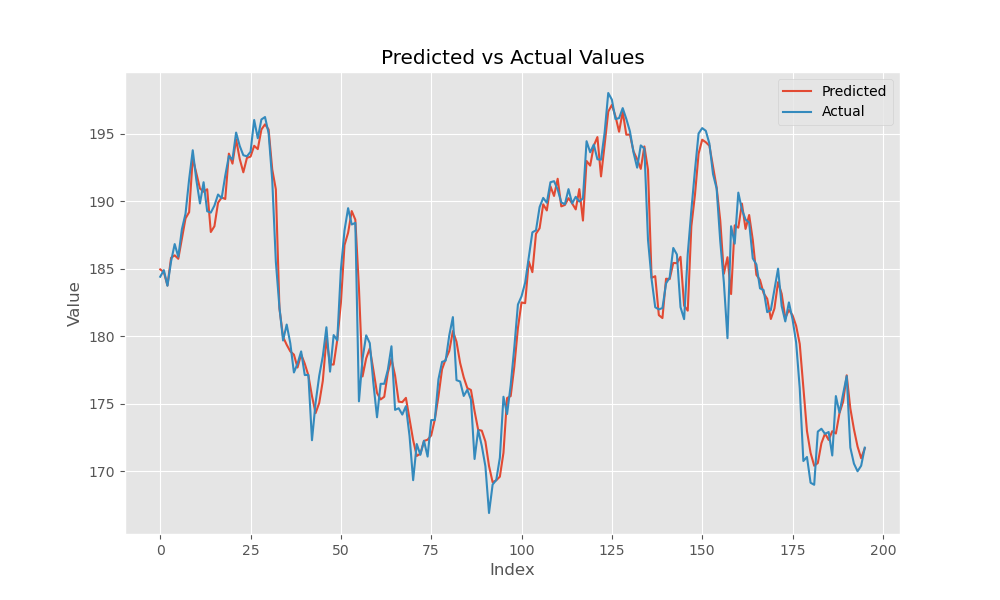 Predicted vs Actual Values
Predicted
Actual
Value
195
190
185
180
175
170
0 25 50 75 100 125 150 175 200
Index